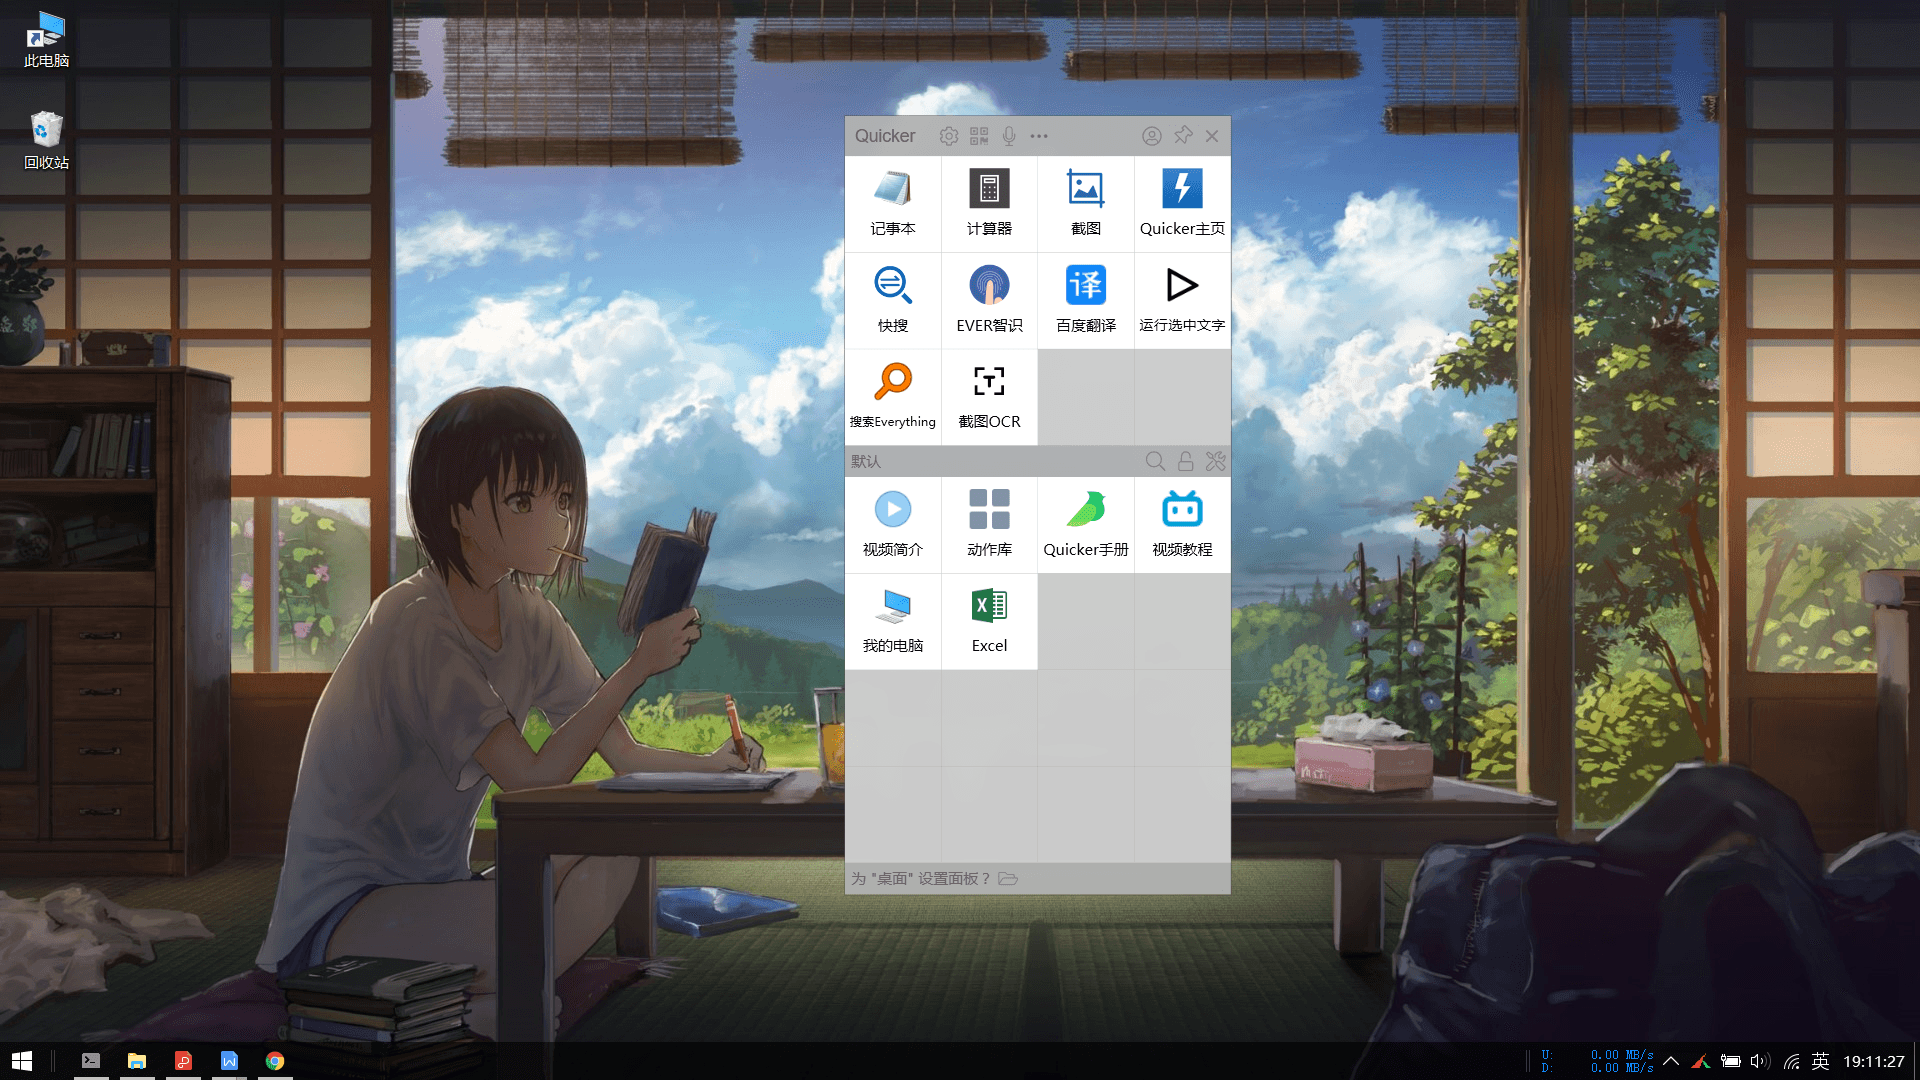 此电脑
回收站
Quicker
记事本
计算器
截图
Quicker主页
快搜
译
EVER智识
百度翻译
运行选中文字
搜索Everything
T
截图OCR
默认
视频简介
动作库
Quicker手册
视频教程
我的电脑
X
Excel
为 "桌面" 设置面板？
U: 0.00 MB/s
D: 0.00 MB/s
英
19:11:27